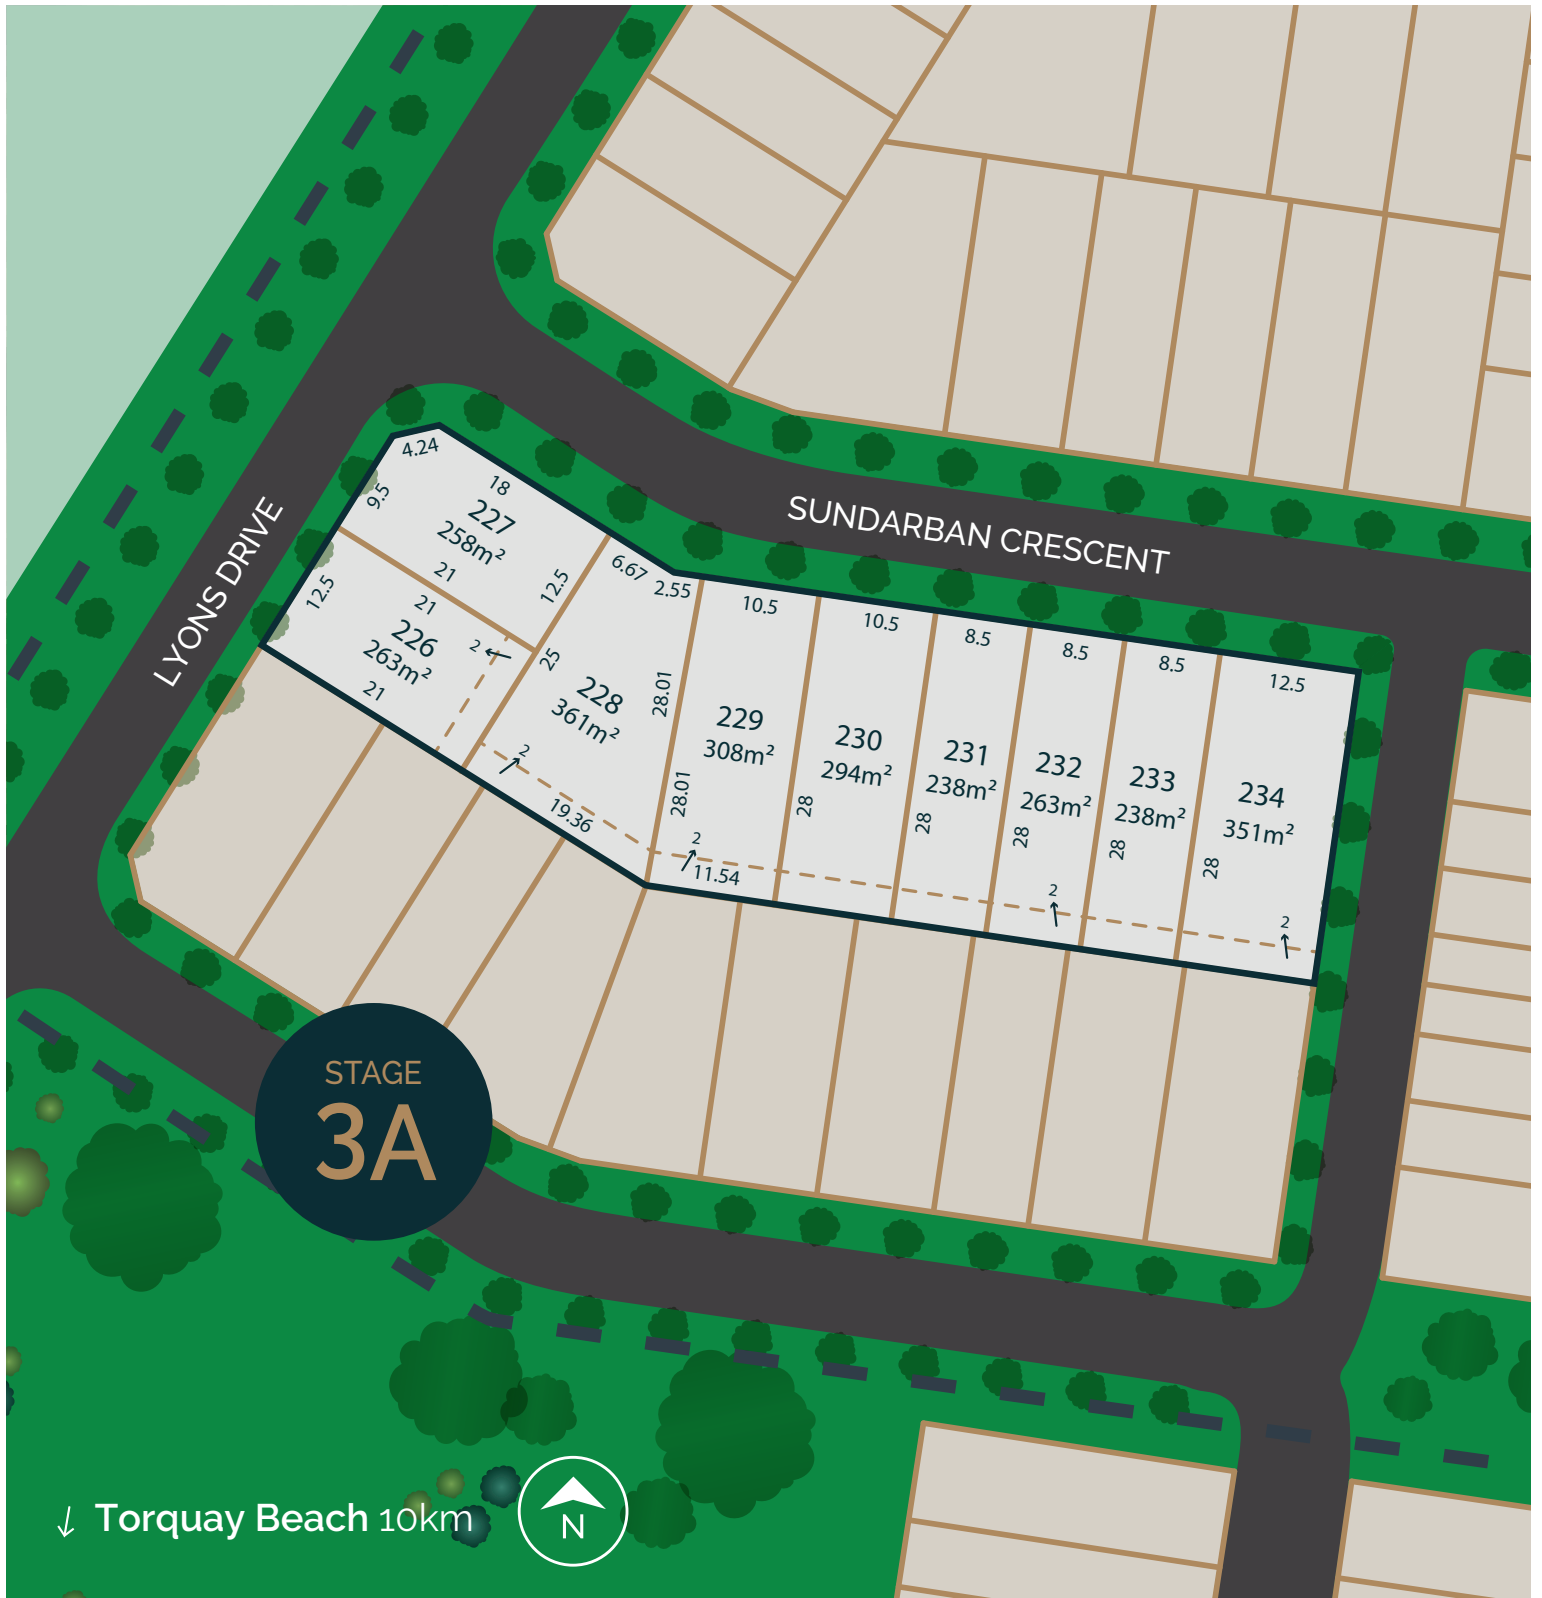 LYONS DRIVE
SUNDARBAN CRESCENT
4.24
18
9.5
227
258m²
21
12.5
12.5
21
226
263m²
2
21
6.67
2.55
25
228
361m²
28.01
2
19.36
10.5
229
308m²
28.01
2
11.54
10.5
230
294m²
28
8.5
231
238m²
28
8.5
232
263m²
28
2
8.5
233
238m²
28
12.5
234
351m²
28
2
STAGE
3A
Torquay Beach 10km
N